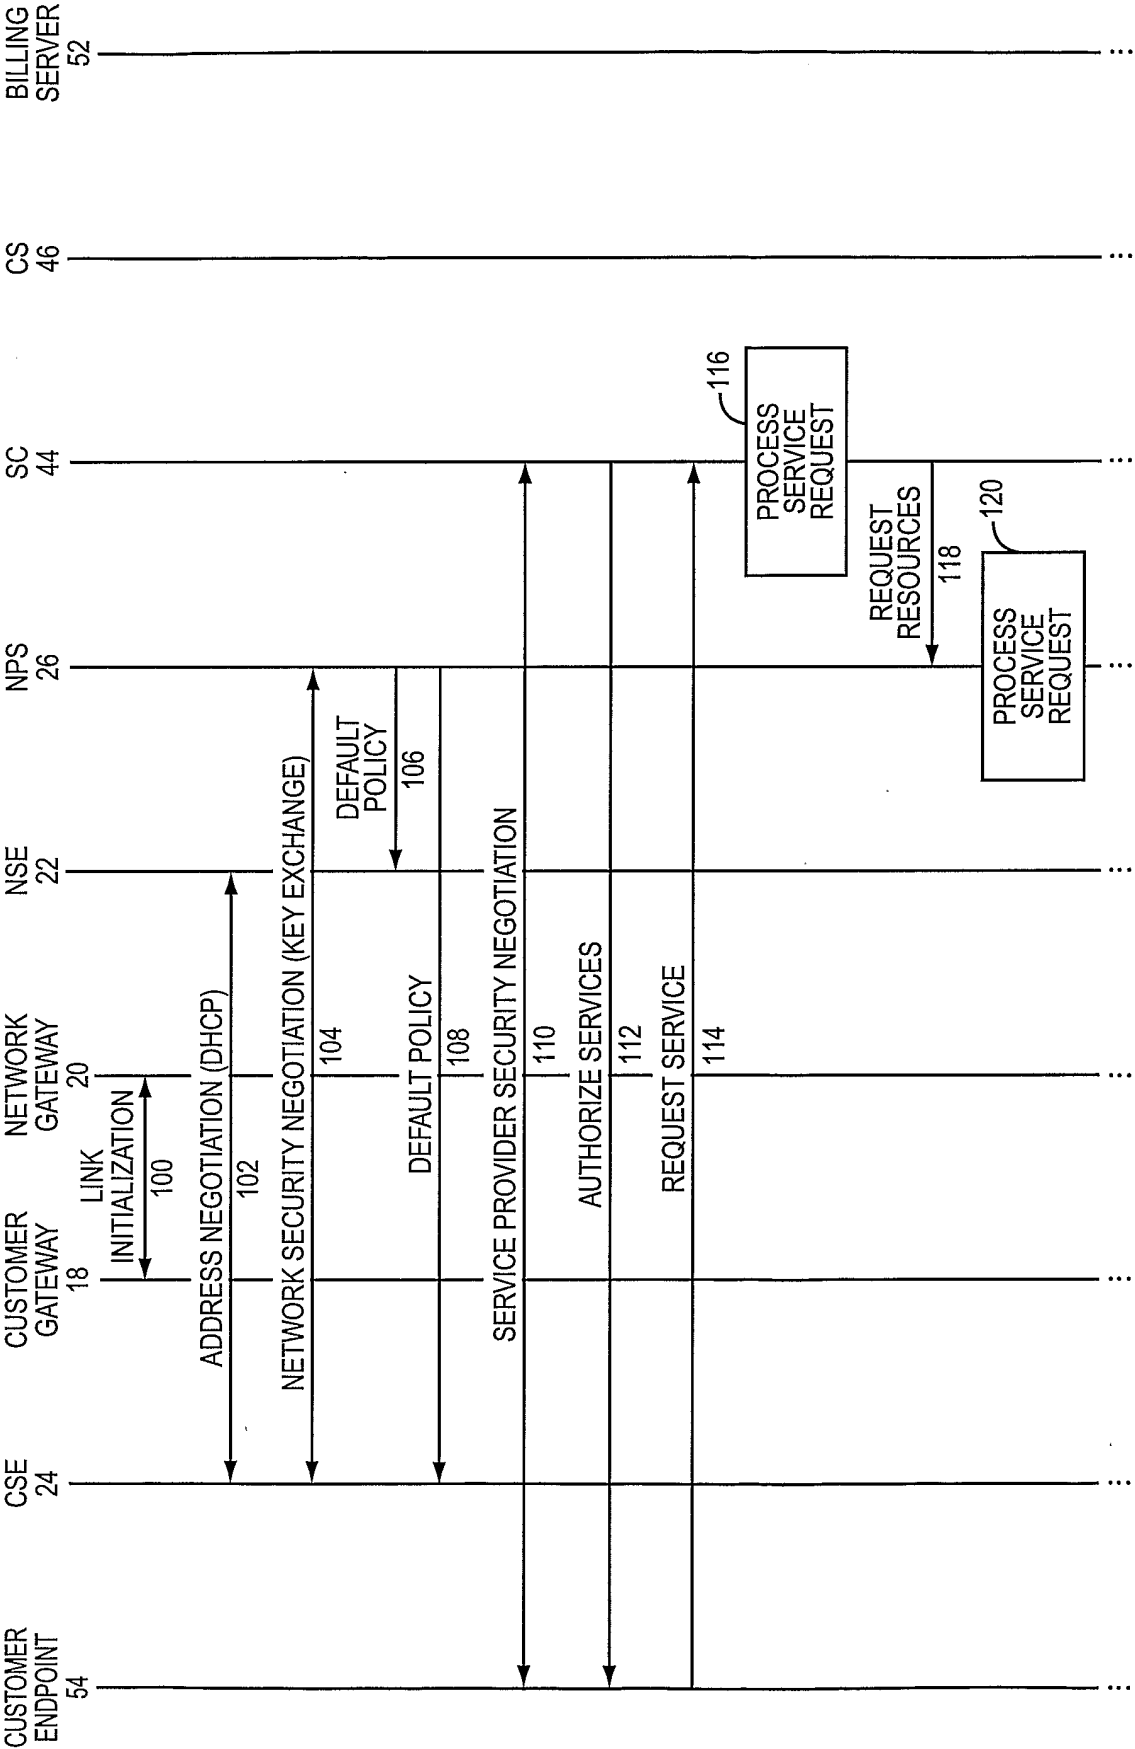 CUSTOMER
ENDPOINT
54
CSE
24
CUSTOMER
GATEWAY
18
NETWORK
GATEWAY
20
NSE
22
NPS
26
SC
44
CS
46
BILLING
SERVER
52
LINK
INITIALIZATION
100
ADDRESS NEGOTIATION (DHCP)
102
NETWORK SECURITY NEGOTIATION (KEY EXCHANGE)
104
DEFAULT
POLICY
106
DEFAULT POLICY
108
SERVICE PROVIDER SECURITY NEGOTIATION
110
AUTHORIZE SERVICES
112
REQUEST SERVICE
114
116
PROCESS
SERVICE
REQUEST
REQUEST
RESOURCES
118
120
PROCESS
SERVICE
REQUEST